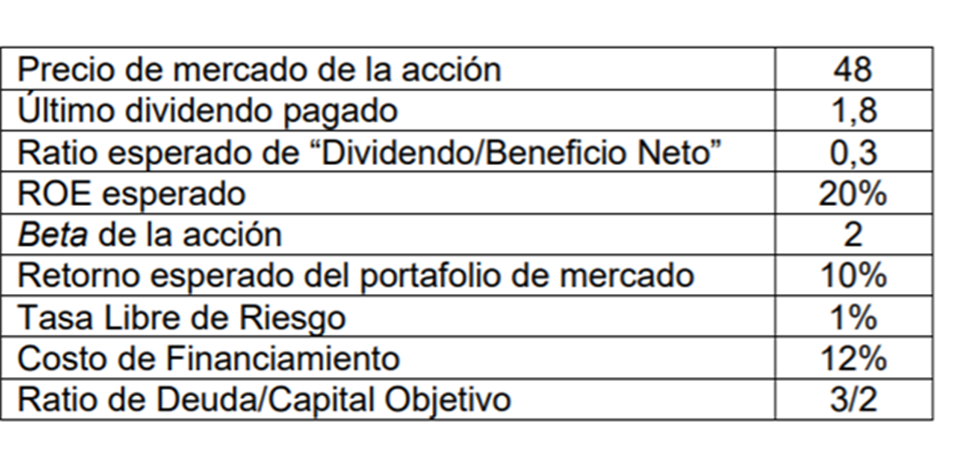 Precio de mercado de la acción 48
Último dividendo pagado 1,8
Ratio esperado de “Dividendo/Beneficio Neto” 0,3
ROE esperado 20%
Beta de la acción 2
Retorno esperado del portafolio de mercado 10%
Tasa Libre de Riesgo 1%
Costo de Financiamiento 12%
Ratio de Deuda/Capital Objetivo 3/2